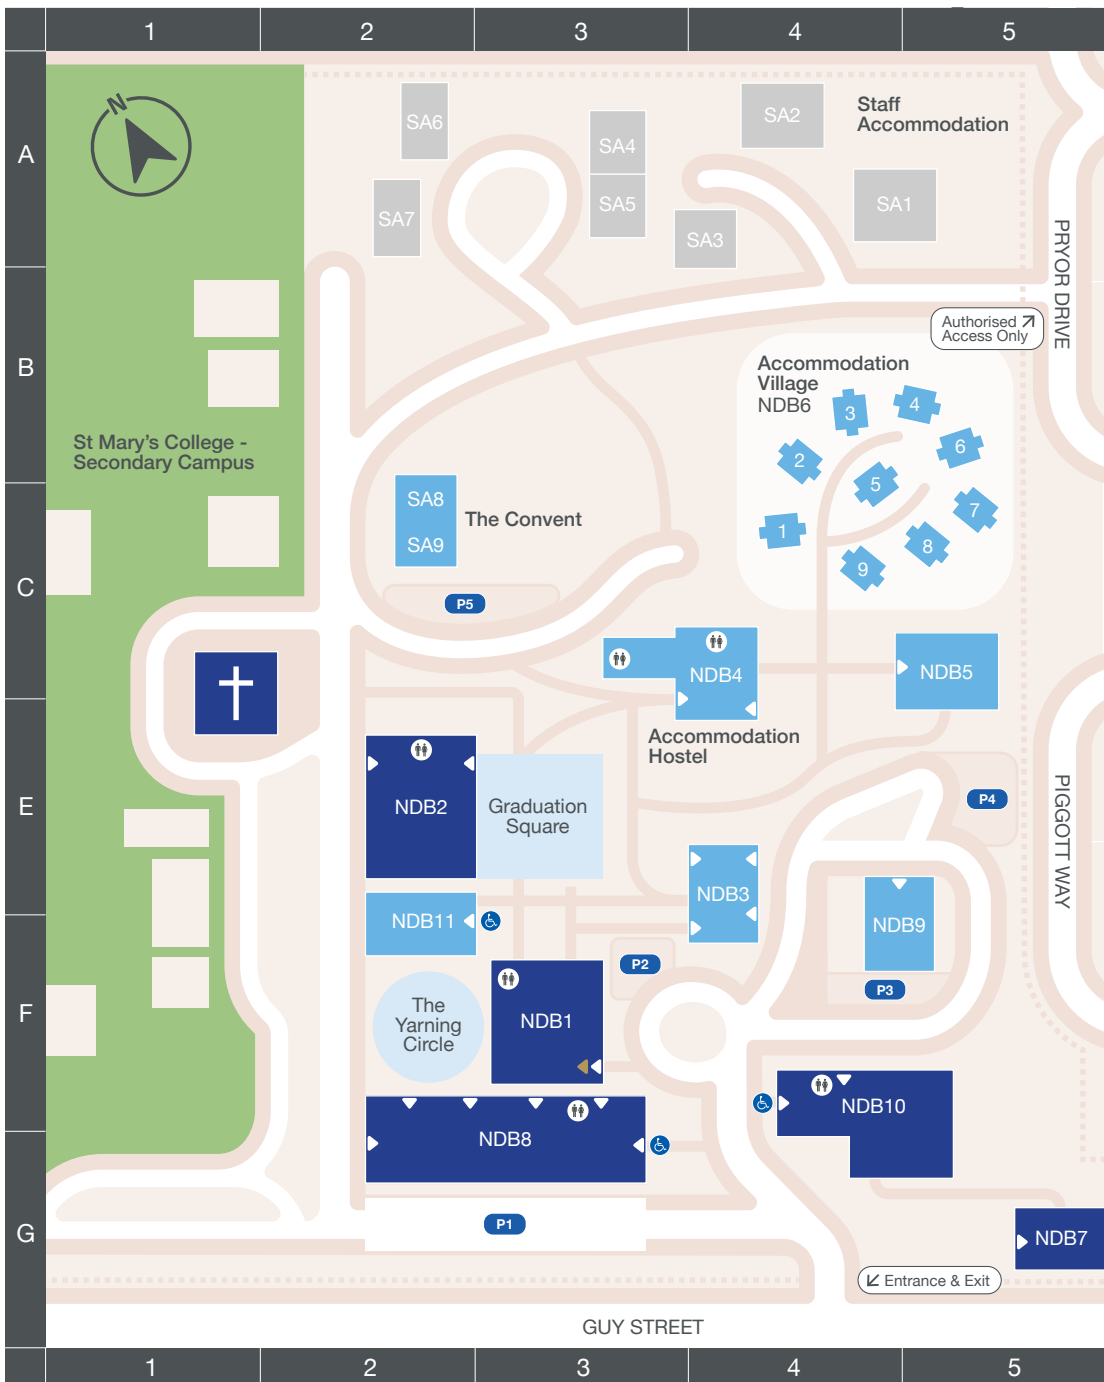 1 2 3 4 5
A
N
SA6
SA4
SA2
Staff
Accommodation
SA7
SA5
SA3
SA1
PRYOR DRIVE
B
Authorised
Access Only
Accommodation
Village
NDB6
3
4
2
6
5
St Mary's College -
Secondary Campus
7
1
8
9
SA8
The Convent
SA9
C
P5
NDB4
NDB5
Accommodation
Hostel
E
NDB2
Graduation
Square
P4
PIGGOTT WAY
NDB3
NDB11
NDB9
P2
P3
F
The
Yarning
Circle
NDB1
NDB10
NDB8
G
P1
NDB7
Entrance & Exit
GUY STREET
1 2 3 4 5